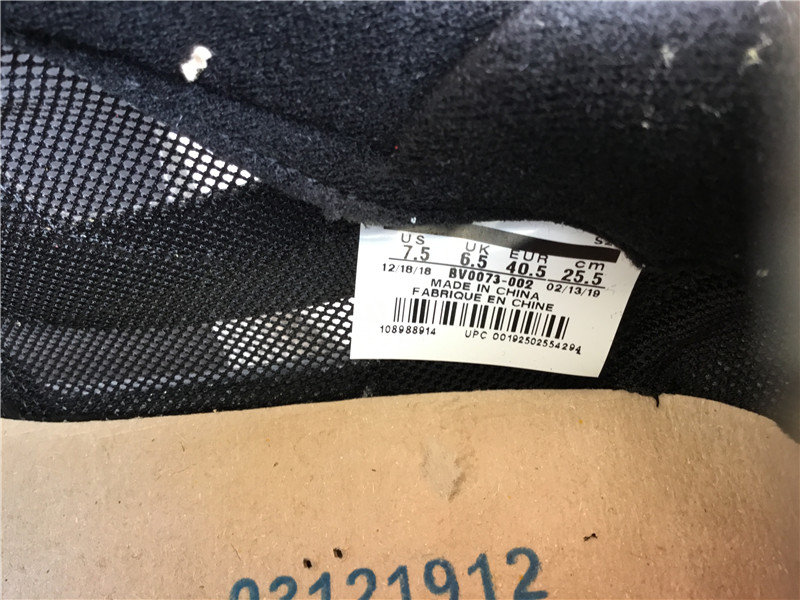 US UK EUR cm
7.5 6.5 40.5 25.5
12/18/18 BV0073-002 02/13/19
MADE IN CHINA
FABRIQUE EN CHINE
108988914 UPC 00192502554294
03121912